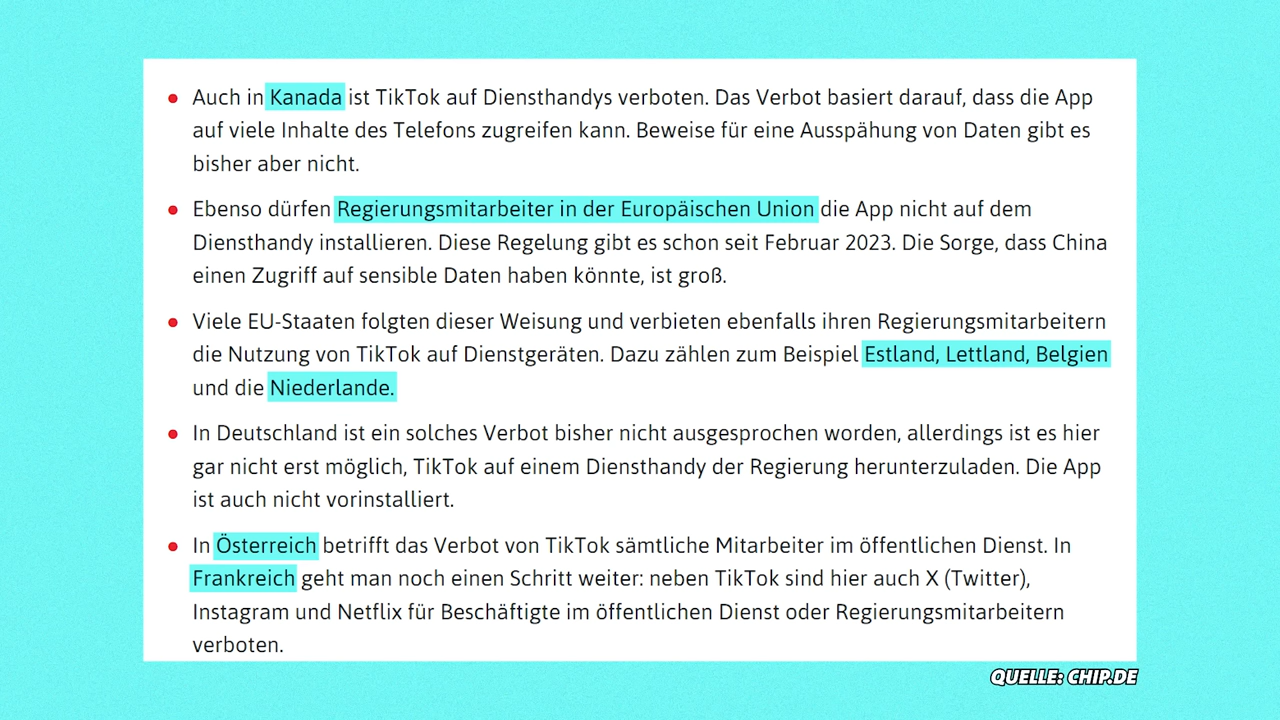 Auch in Kanada ist TikTok auf Diensthandys verboten. Das Verbot basiert darauf, dass die App
auf viele Inhalte des Telefons zugreifen kann. Beweise für eine Ausspähung von Daten gibt es
bisher aber nicht.
Ebenso dürfen Regierungsmitarbeiter in der Europäischen Union die App nicht auf dem
Diensthandy installieren. Diese Regelung gibt es schon seit Februar 2023. Die Sorge, dass China
einen Zugriff auf sensible Daten haben könnte, ist groß.
Viele EU-Staaten folgten dieser Weisung und verbieten ebenfalls ihren Regierungsmitarbeitern
die Nutzung von TikTok auf Dienstgeräten. Dazu zählen zum Beispiel Estland, Lettland, Belgien
und die Niederlande.
In Deutschland ist ein solches Verbot bisher nicht ausgesprochen worden, allerdings ist es hier
gar nicht erst möglich, TikTok auf einem Diensthandy der Regierung herunterzuladen. Die App
ist auch nicht vorinstalliert.
In Österreich betrifft das Verbot von TikTok sämtliche Mitarbeiter im öffentlichen Dienst. In
Frankreich geht man noch einen Schritt weiter: neben TikTok sind hier auch X (Twitter),
Instagram und Netflix für Beschäftigte im öffentlichen Dienst oder Regierungsmitarbeitern
verboten.
QUELLE: CHIP.DE